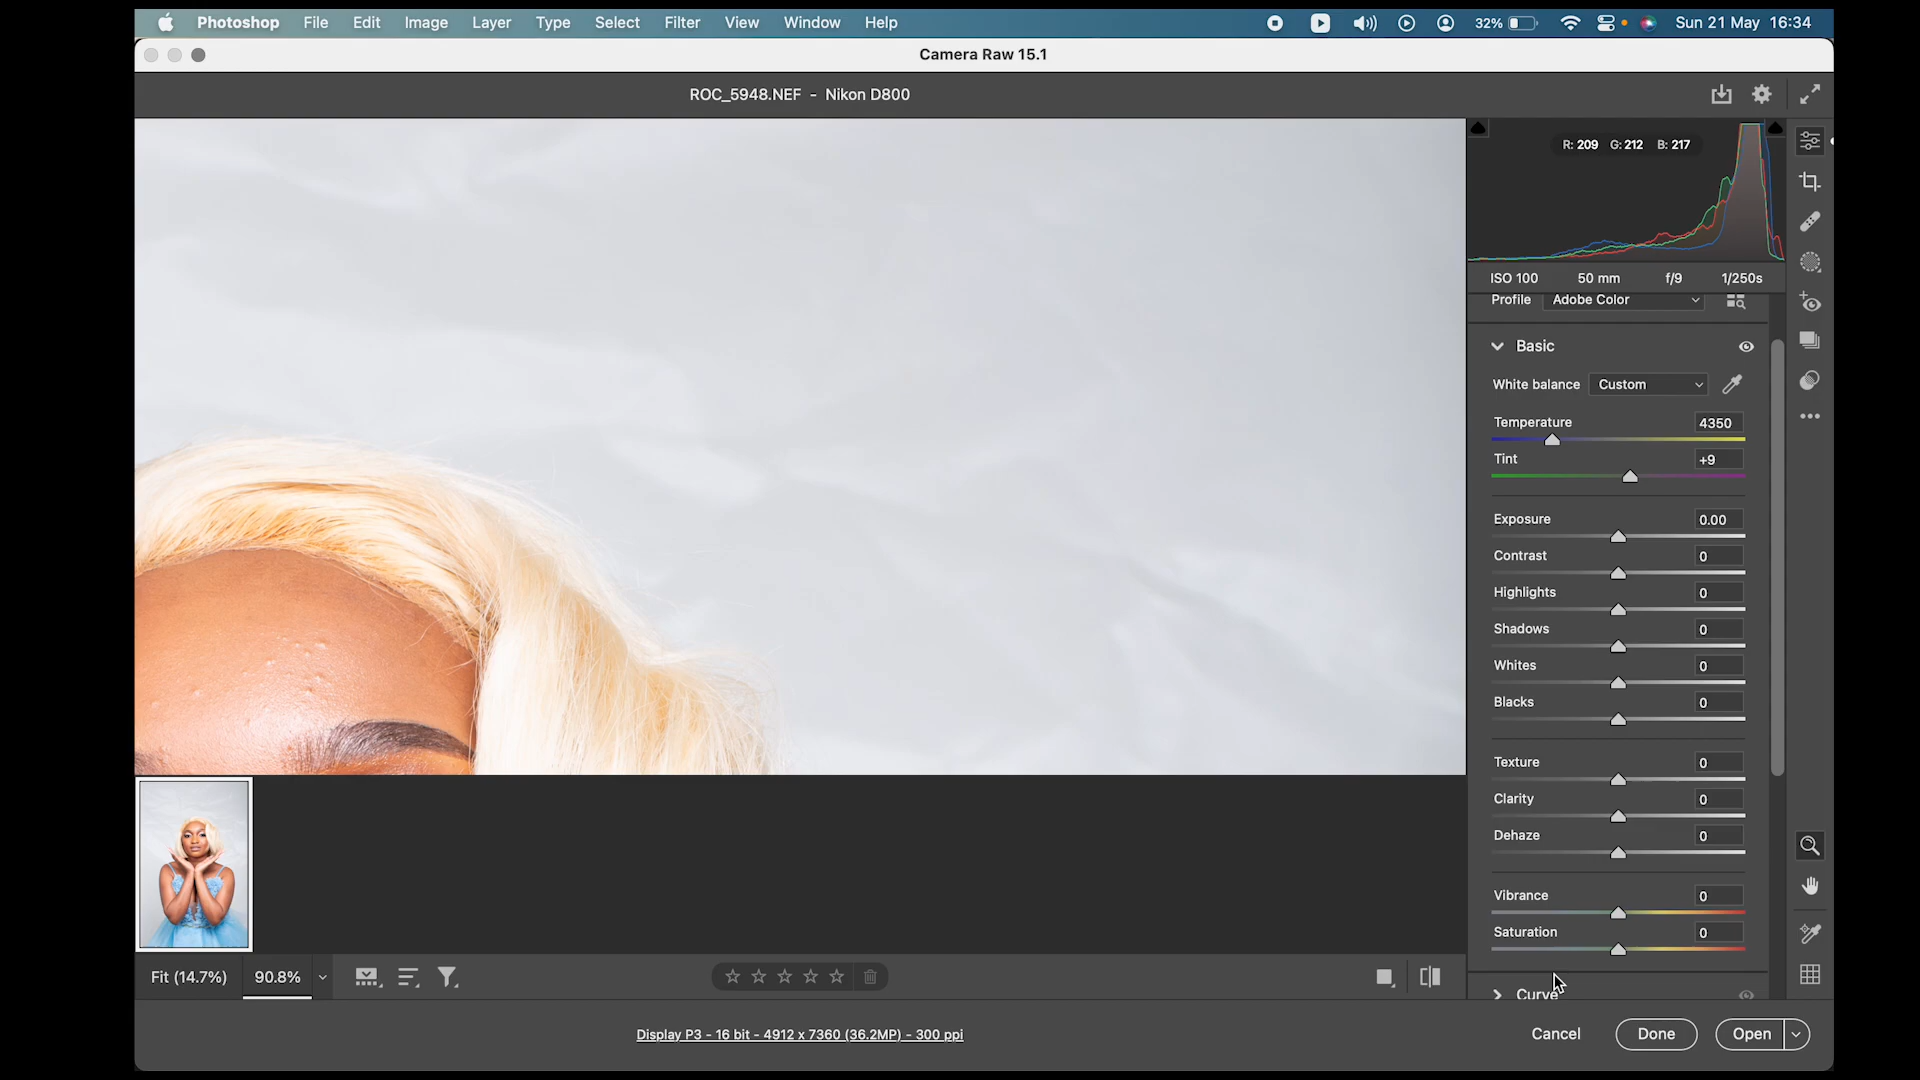 Photoshop File Edit Image Layer Type Select Filter View Window Help 32% Sun 21 May 16:34
Camera Raw 15.1
ROC_5948.NEF - Nikon D800
R: 209 G: 212 B: 217
ISO 100 50 mm f/9 1/250s
Profile Adobe Color
Basic
White balance Custom
Temperature 4350
Tint +9
Exposure 0.00
Contrast 0
Highlights 0
Shadows 0
Whites 0
Blacks 0
Texture 0
Clarity 0
Dehaze 0
Vibrance 0
Saturation 0
Curve
Fit (14.7%) 90.8%
Display P3 - 16 bit - 4912 x 7360 (36.2MP) - 300 ppi
Cancel Done Open